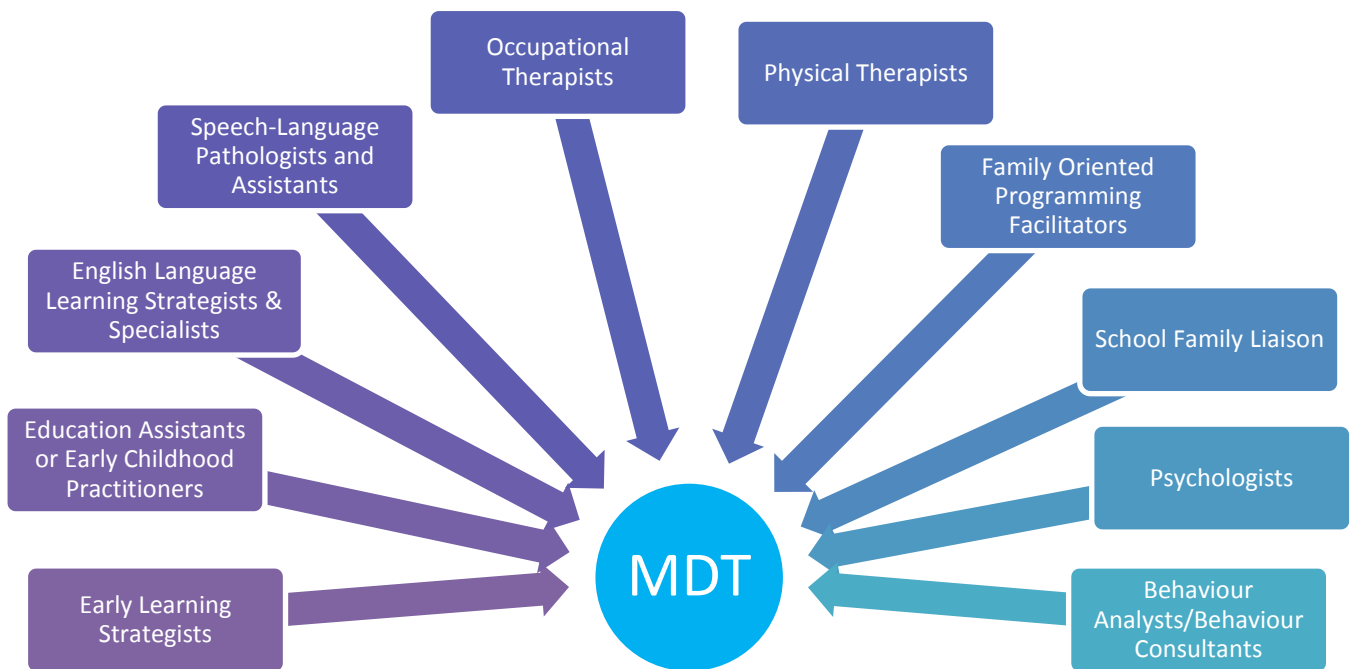 Occupational
Therapists
Physical Therapists
Speech-Language
Pathologists and
Assistants
Family Oriented
Programming
Facilitators
English Language
Learning Strategists &
Specialists
School Family Liaison
Education Assistants
or Early Childhood
Practitioners
Psychologists
MDT
Early Learning
Strategists
Behaviour
Analysts/Behaviour
Consultants